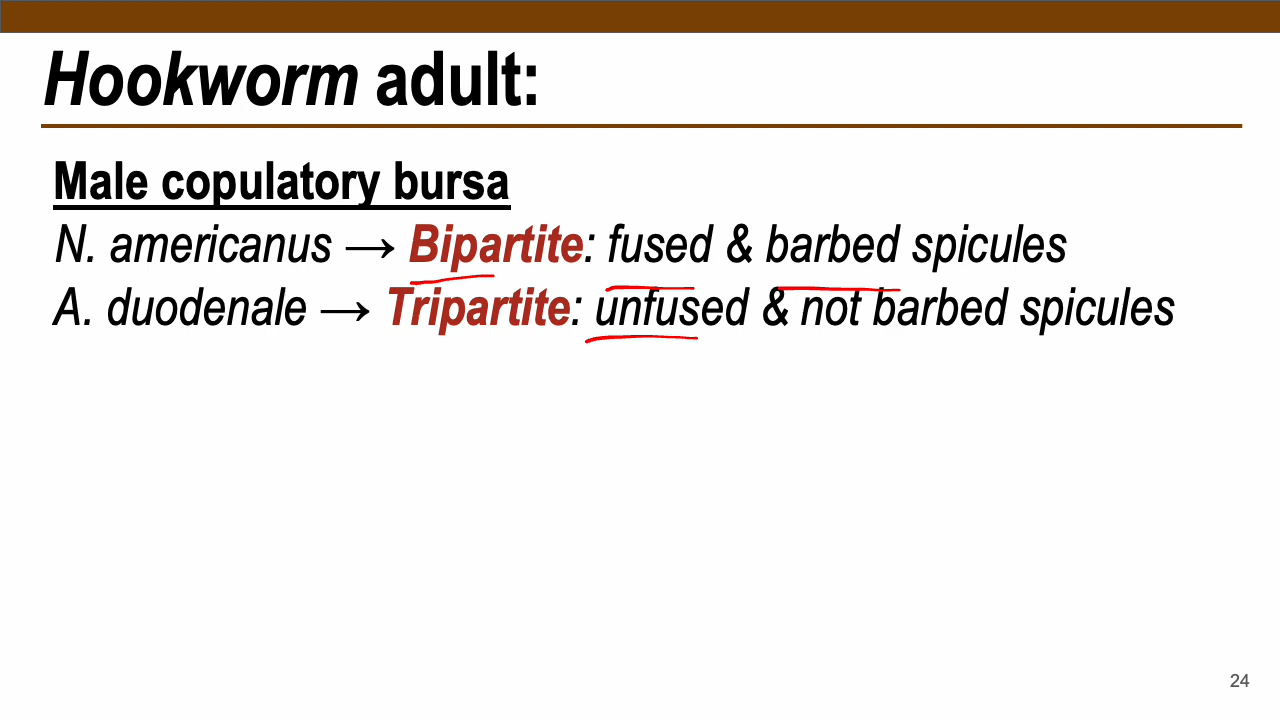 Hookworm adult:
Male copulatory bursa
N. americanus → Bipartite: fused & barbed spicules
A. duodenale → Tripartite: unfused & not barbed spicules
24